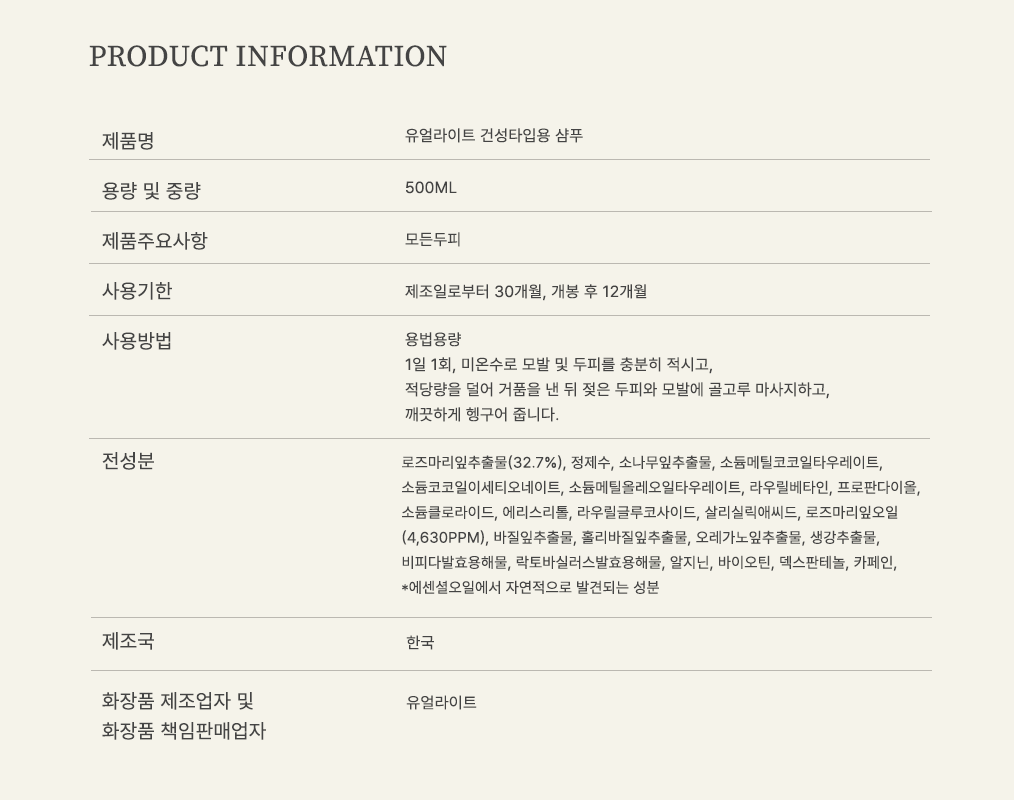 PRODUCT INFORMATION
제품명
유얼라이트 건성타입용 샴푸
용량 및 중량
500ML
제품주요사항
모든두피
사용기한
제조일로부터 30개월, 개봉 후 12개월
사용방법
용법용량
1일 1회, 미온수로 모발 및 두피를 충분히 적시고,
적당량을 덜어 거품을 낸 뒤 젖은 두피와 모발에 골고루 마사지하고,
깨끗하게 헹구어 줍니다.
전성분
로즈마리잎추출물(32.7%), 정제수, 소나무잎추출물, 소듐메틸코코일타우레이트,
소듐코코일이세티오네이트, 소듐메틸올레오일타우레이트, 라우릴베타인, 프로판다이올,
소듐클로라이드, 에리스리톨, 라우릴글루코사이드, 살리실릭애씨드, 로즈마리잎오일
(4,630PPM), 바질잎추출물, 홀리바질잎추출물, 오레가노잎추출물, 생강추출물,
비피다발효용해물, 락토바실러스발효용해물, 알지닌, 바이오틴, 덱스판테놀, 카페인,
*에센셜오일에서 자연적으로 발견되는 성분
제조국
한국
화장품 제조업자 및
화장품 책임판매업자
유얼라이트